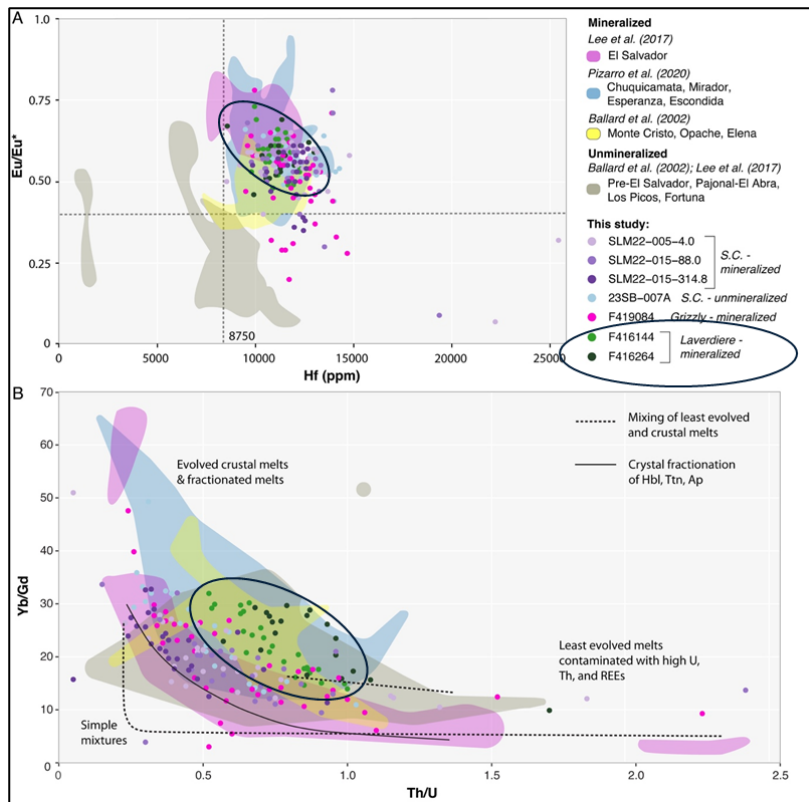 A
Eu/Eu*
1.0
0.75
0.50
0.25
0
0
5000
10000
15000
20000
25000
8750
Hf (ppm)
Mineralized
Lee et al. (2017)
El Salvador
Pizarro et al. (2020)
Chuquicamata, Mirador,
Esperanza, Escondida
Ballard et al. (2002)
Monte Cristo, Opache, Elena
Unmineralized
Ballard et al. (2002); Lee et al. (2017)
Pre-El Salvador, Pajonal-El Abra,
Los Picos, Fortuna
This study:
SLM22-005-4.0
SLM22-015-88.0
SLM22-015-314.8
S.C. -
mineralized
23SB-007A S.C. - unmineralized
F419084 Grizzly - mineralized
F416144
F416264
Laverdiere -
mineralized
B
Yb/Gd
70
60
50
40
30
20
10
0
Evolved crustal melts
& fractionated melts
Mixing of least evolved
and crustal melts
Crystal fractionation
of Hbl, Ttn, Ap
Least evolved melts
contaminated with high U,
Th, and REEs
Simple
mixtures
0
0.5
1.0
1.5
2.0
2.5
Th/U